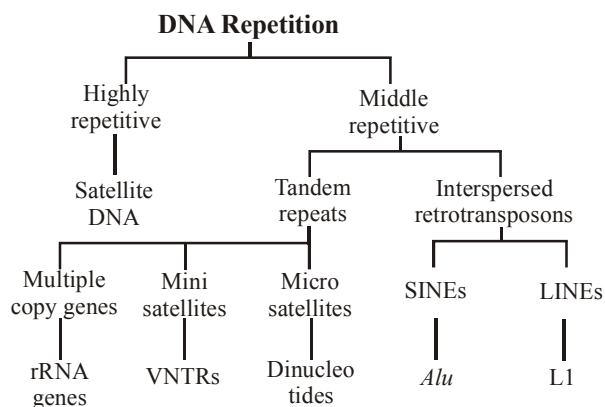 DNA Repetition
Highly
repetitive
Middle
repetitive
Satellite
DNA
Tandem
repeats
Interspersed
retrotransposons
Multiple
copy genes
Mini
satellites
Micro
satellites
SINEs
LINEs
rRNA
genes
VNTRs
Dinucleo
tides
Alu
L1